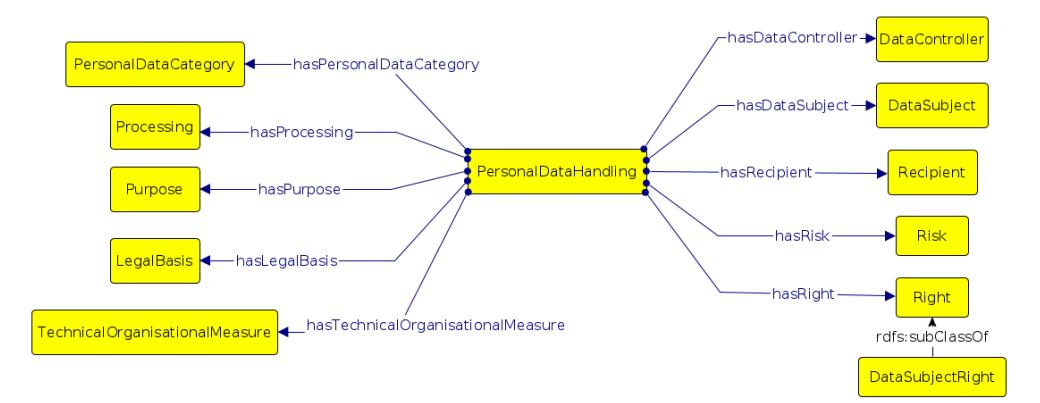 PersonalDataCategory
hasPersonalDataCategory
Processing
hasProcessing
Purpose
hasPurpose
LegalBasis
hasLegalBasis
TechnicalOrganisationalMeasure
hasTechnicalOrganisationalMeasure
PersonalDataHandling
hasDataController
DataController
hasDataSubject
DataSubject
hasRecipient
Recipient
hasRisk
Risk
hasRight
Right
rdfs:subClassOf
DataSubjectRight